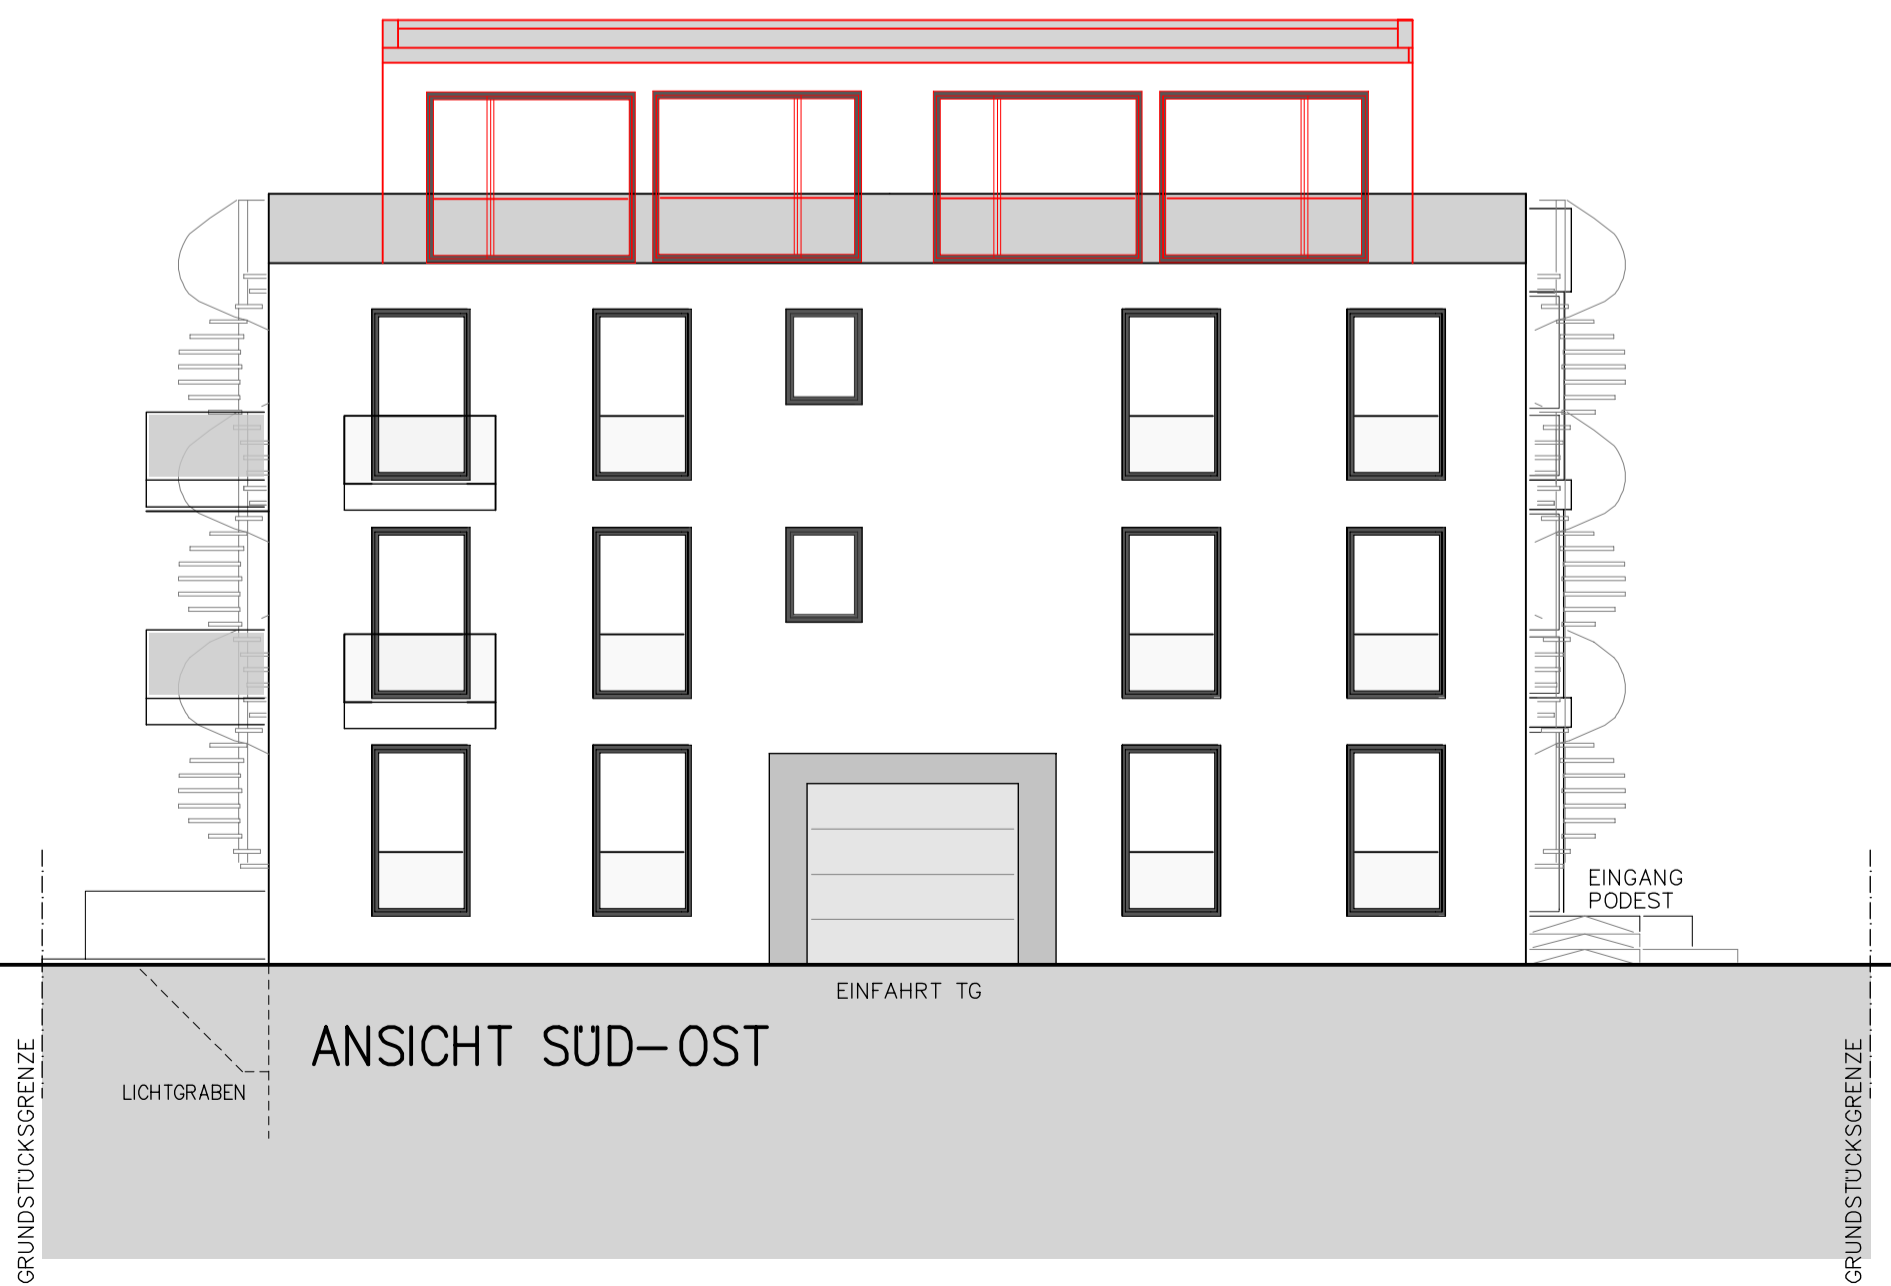 EINGANG
PODEST
EINFAHRT TG
ANSICHT SÜD-OST
LICHTGRABEN
GRUNDSTÜCKSGRENZE
GRUNDSTÜCKSGRENZE